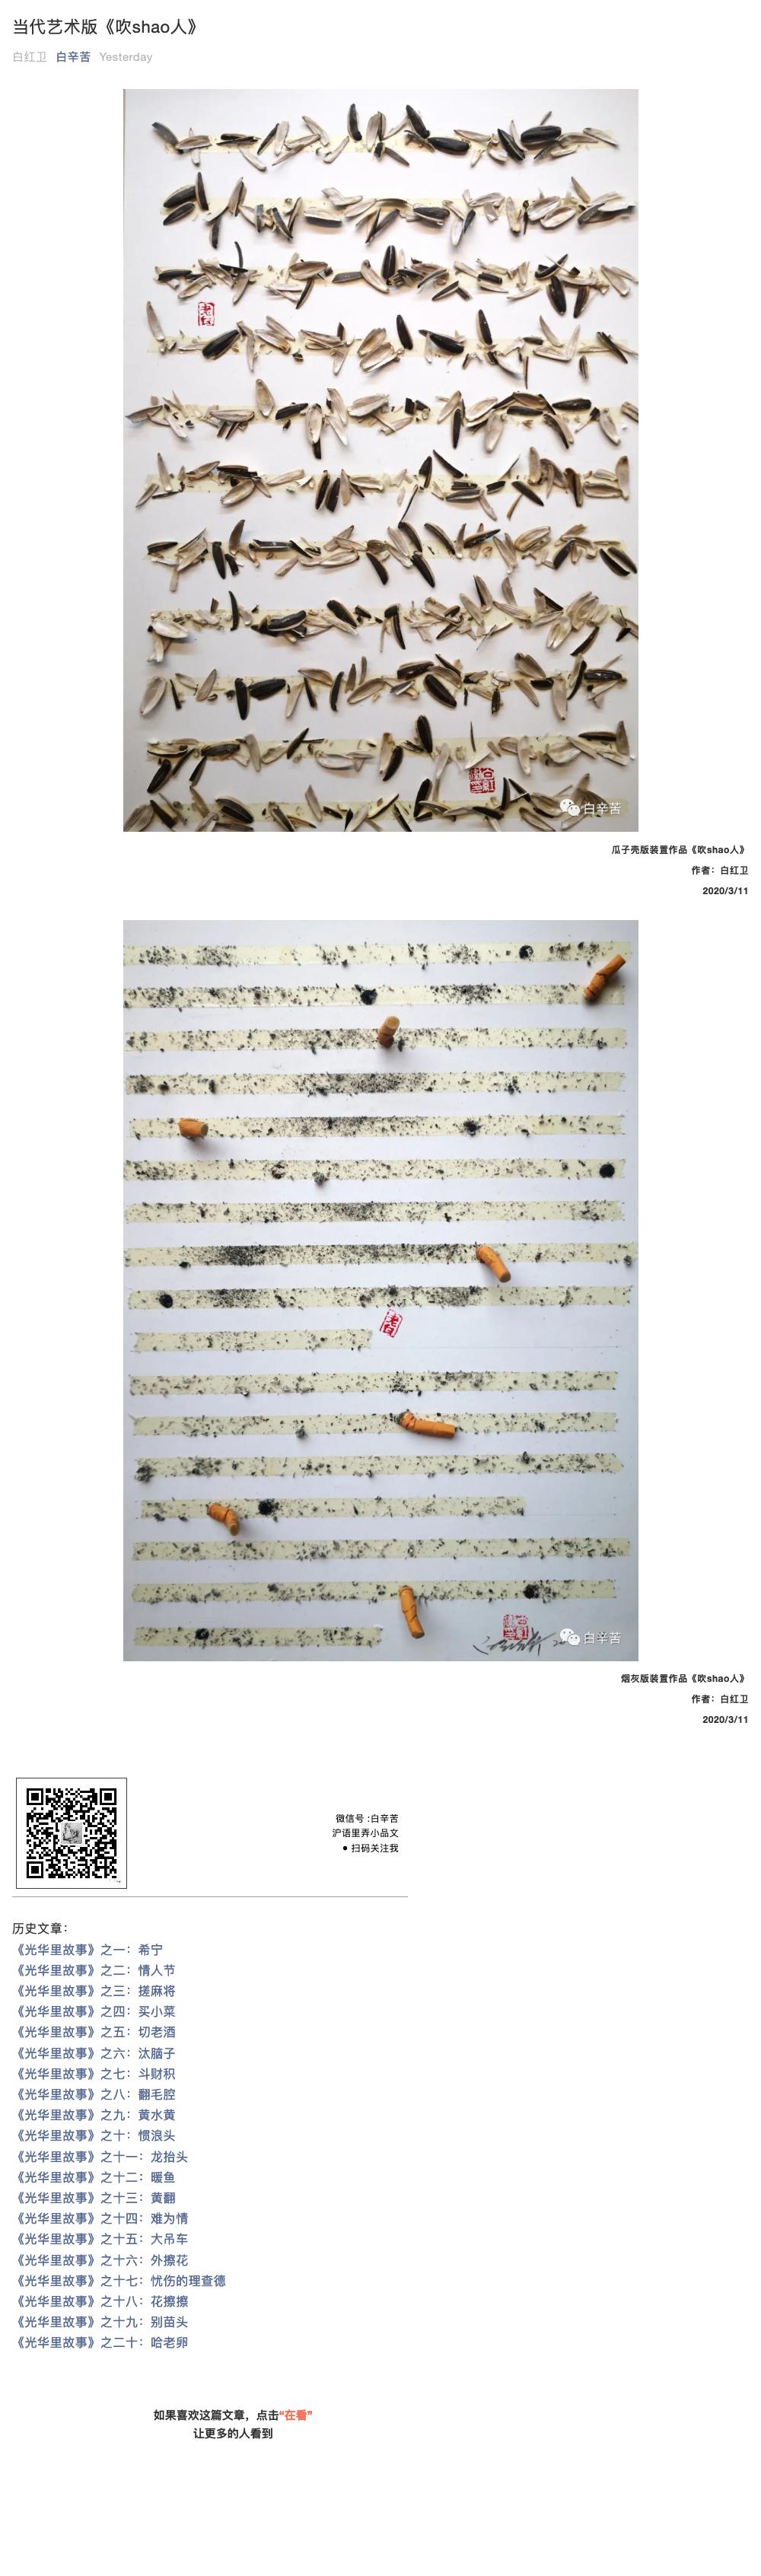 当代艺术版《吹shao人》
白红卫 白辛苦 Yesterday
老白
白辛苦
瓜子壳版装置作品《吹shao人》
作者：白红卫
2020/3/11
老白
白辛苦
烟灰版装置作品《吹shao人》
作者：白红卫
2020/3/11
微信号 :白辛苦
沪语里弄小品文
● 扫码关注我
历史文章：
《光华里故事》之一：希宁
《光华里故事》之二：情人节
《光华里故事》之三：搓麻将
《光华里故事》之四：买小菜
《光华里故事》之五：切老酒
《光华里故事》之六：汰脑子
《光华里故事》之七：斗财积
《光华里故事》之八：翻毛腔
《光华里故事》之九：黄水黄
《光华里故事》之十：惯浪头
《光华里故事》之十一：龙抬头
《光华里故事》之十二：暖鱼
《光华里故事》之十三：黄翻
《光华里故事》之十四：难为情
《光华里故事》之十五：大吊车
《光华里故事》之十六：外擦花
《光华里故事》之十七：忧伤的理查德
《光华里故事》之十八：花擦擦
《光华里故事》之十九：别苗头
《光华里故事》之二十：哈老卵
如果喜欢这篇文章，点击“在看”
让更多的人看到